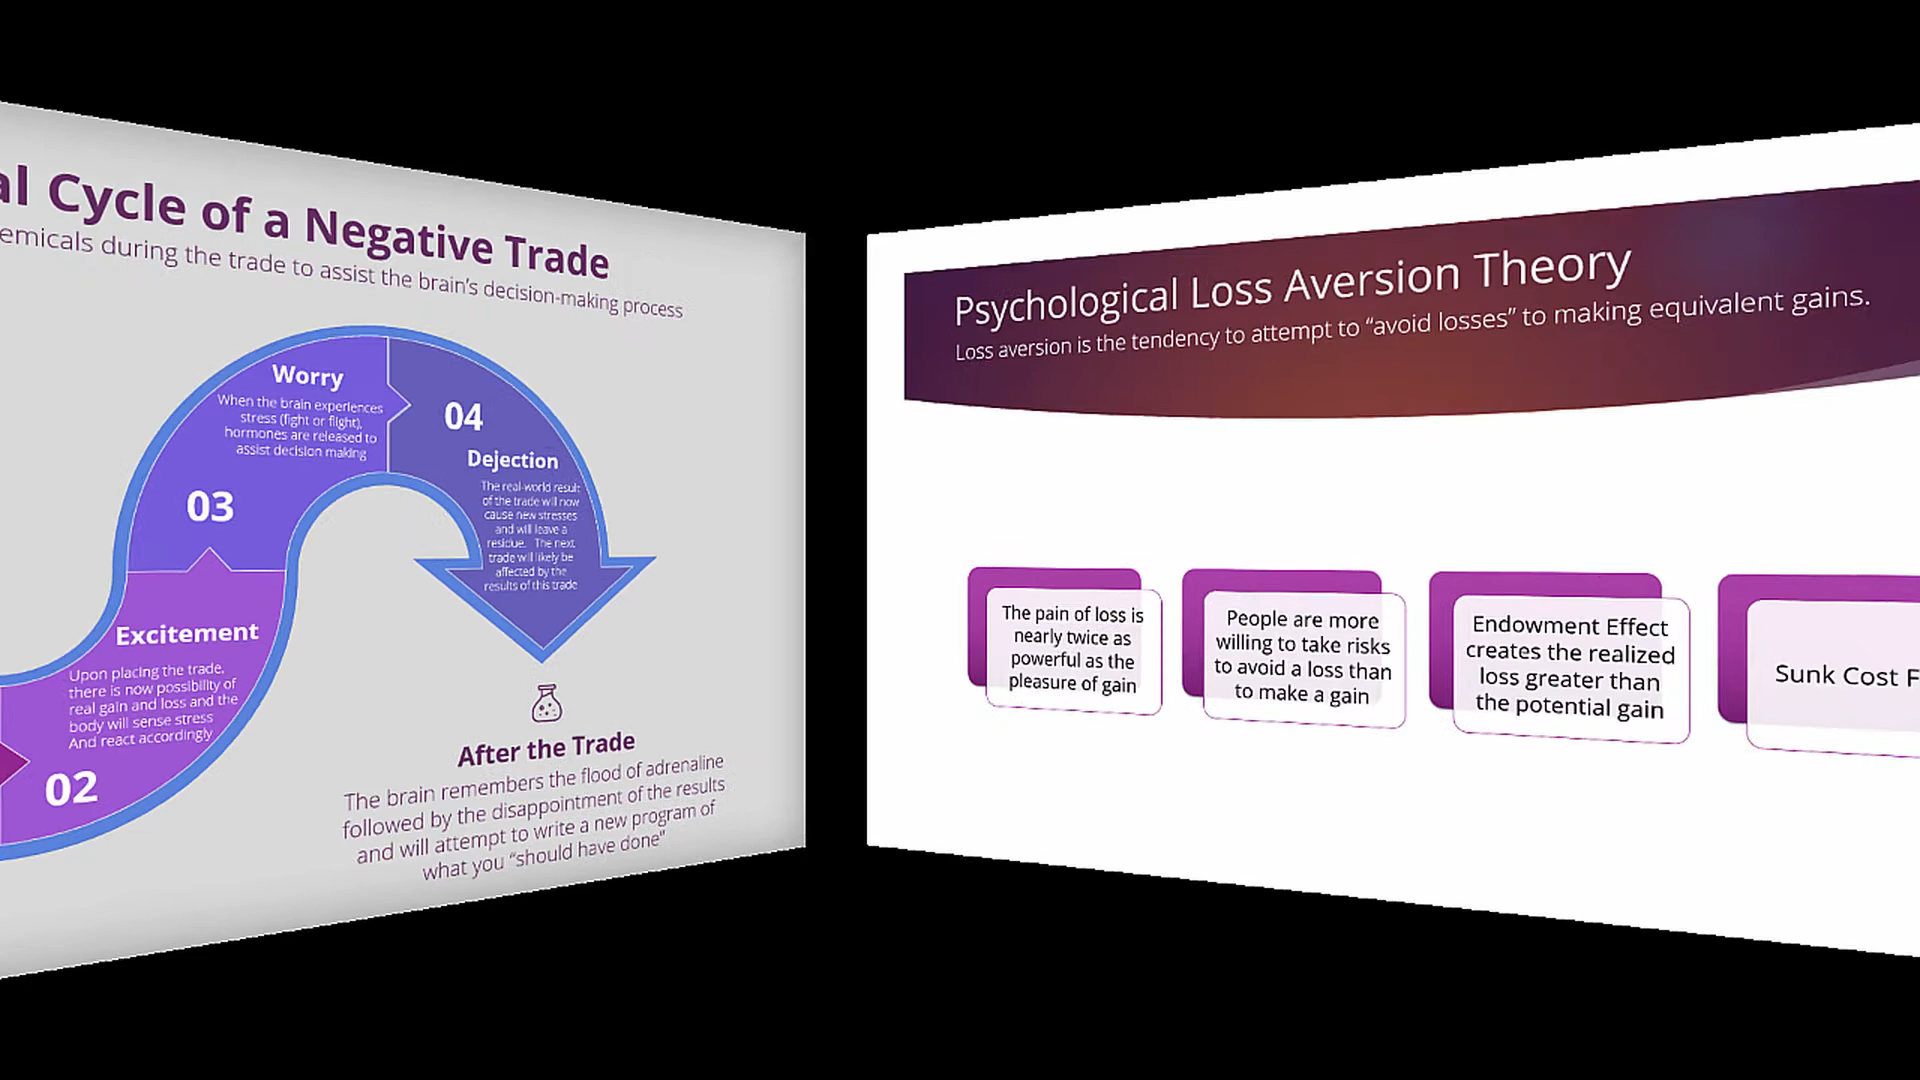 al Cycle of a Negative Trade
emicals during the trade to assist the brain's decision-making process
Worry
When the brain experiences
stress (fight or flight),
hormones are released to
assist decision making
03
04
Dejection
The real-world result
of the trade will now
cause new stresses
and will leave a
residue. The next
trade will likely be
affected by the
results of this trade
Excitement
Upon placing the trade,
there is now possibility of
real gain and loss and the
body will sense stress
And react accordingly
02
After the Trade
The brain remembers the flood of adrenaline
followed by the disappointment of the results
and will attempt to write a new program of
what you “should have done”
Psychological Loss Aversion Theory
Loss aversion is the tendency to attempt to “avoid losses” to making equivalent gains.
The pain of loss is
nearly twice as
powerful as the
pleasure of gain
People are more
willing to take risks
to avoid a loss than
to make a gain
Endowment Effect
creates the realized
loss greater than
the potential gain
Sunk Cost F